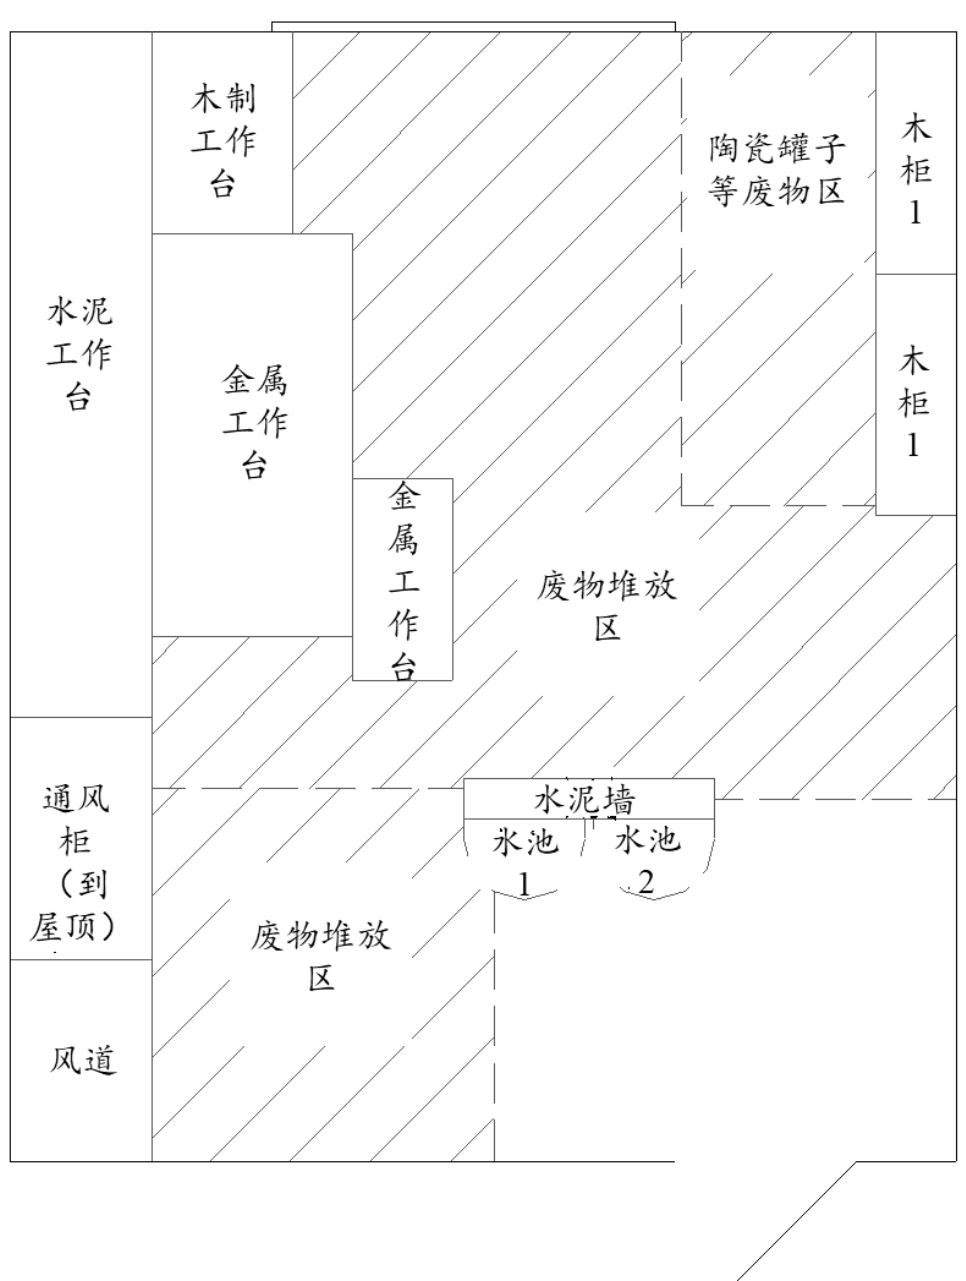 木制
工作
台
陶瓷罐子
等废物区
木
柜
1
水泥
工作
台
金属
工作
台
木
柜
1
金
属
工
作
台
废物堆放
区
通风
柜
（到
屋顶）
水泥墙
水池
1
水池
2
废物堆放
区
风道